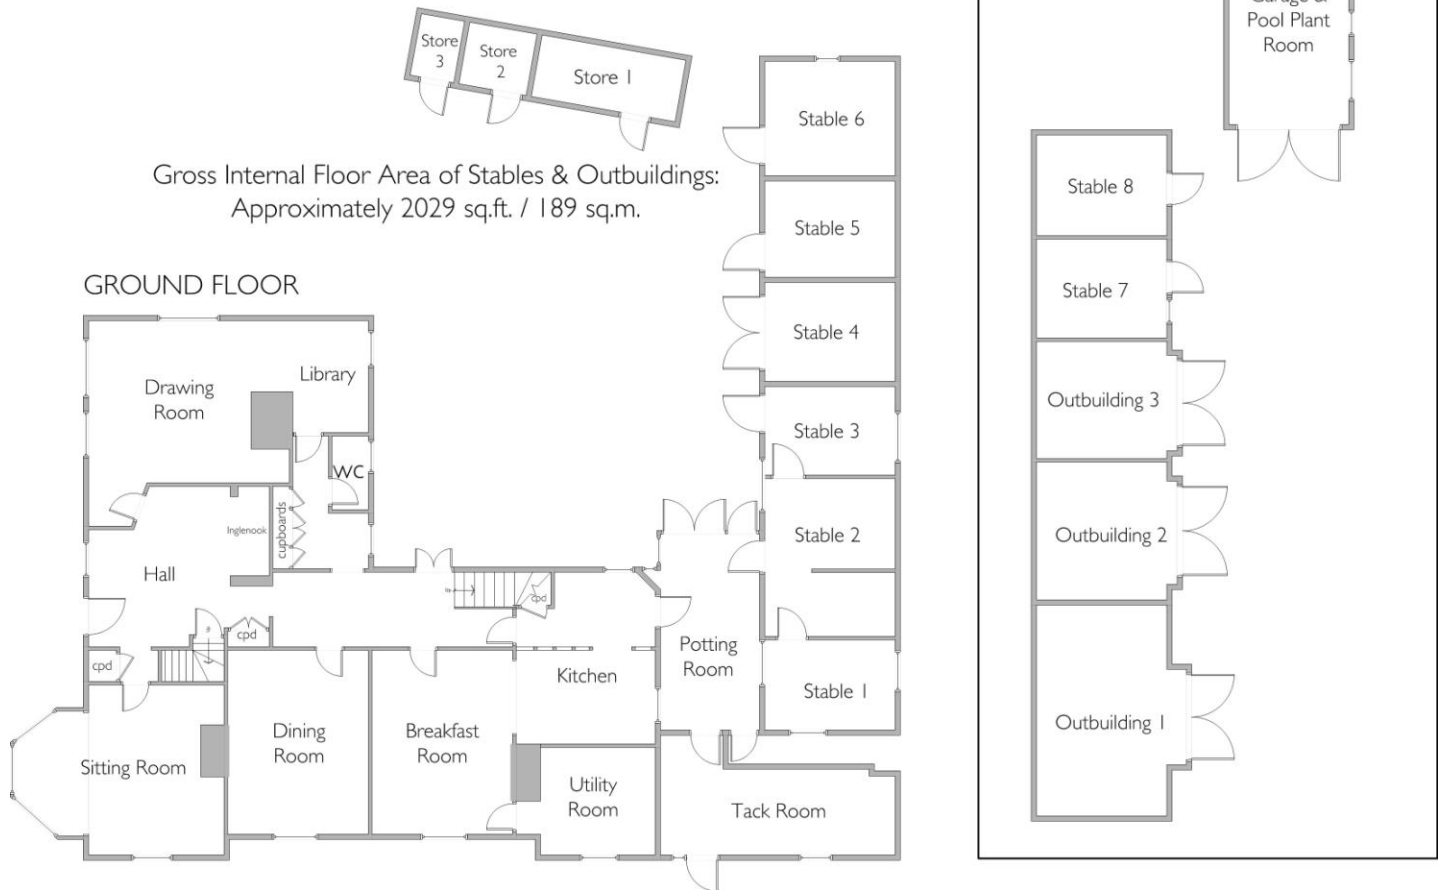 Garage &
Pool Plant
Room
Store
3
Store
2
Store 1
Stable 6
Gross Internal Floor Area of Stables & Outbuildings:
Approximately 2029 sq.ft. / 189 sq.m.
Stable 8
Stable 5
GROUND FLOOR
Stable 7
Stable 4
Drawing
Room
Library
Outbuilding 3
Stable 3
WC
cupboards
Inglenook
Stable 2
Outbuilding 2
Hall
cpd
cpd
cpd
Potting
Room
Kitchen
Stable 1
Outbuilding 1
Dining
Room
Breakfast
Room
Sitting Room
Utility
Room
Tack Room